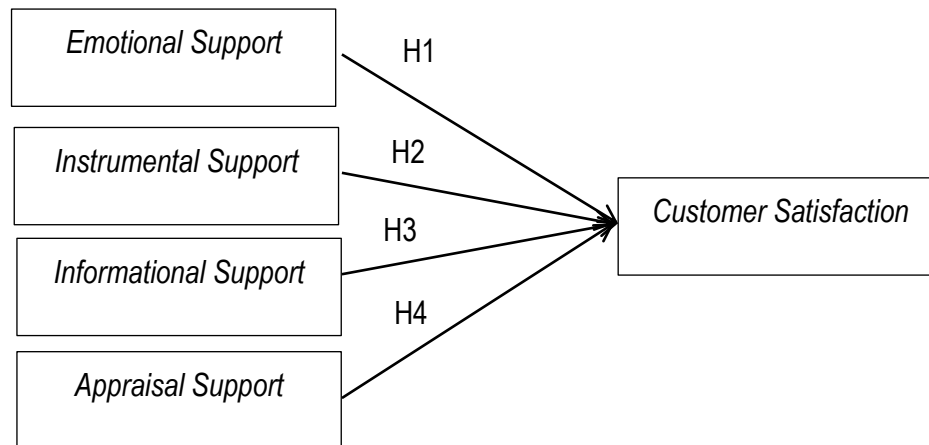 Emotional Support
H1
Instrumental Support
H2
Customer Satisfaction
H3
Informational Support
H4
Appraisal Support